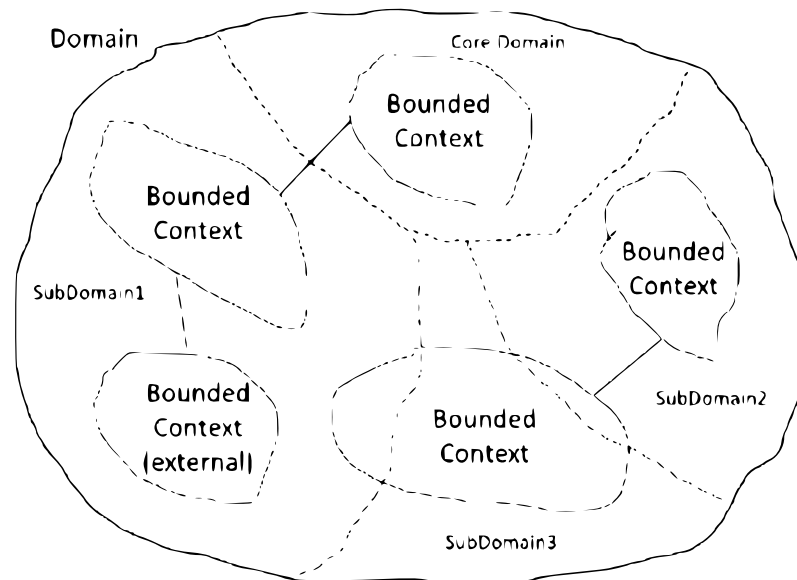 Domain
Core Domain
Bounded
Context
Bounded
Context
Bounded
Context
SubDomain1
Bounded
Context
(external)
Bounded
Context
SubDomain2
SubDomain3